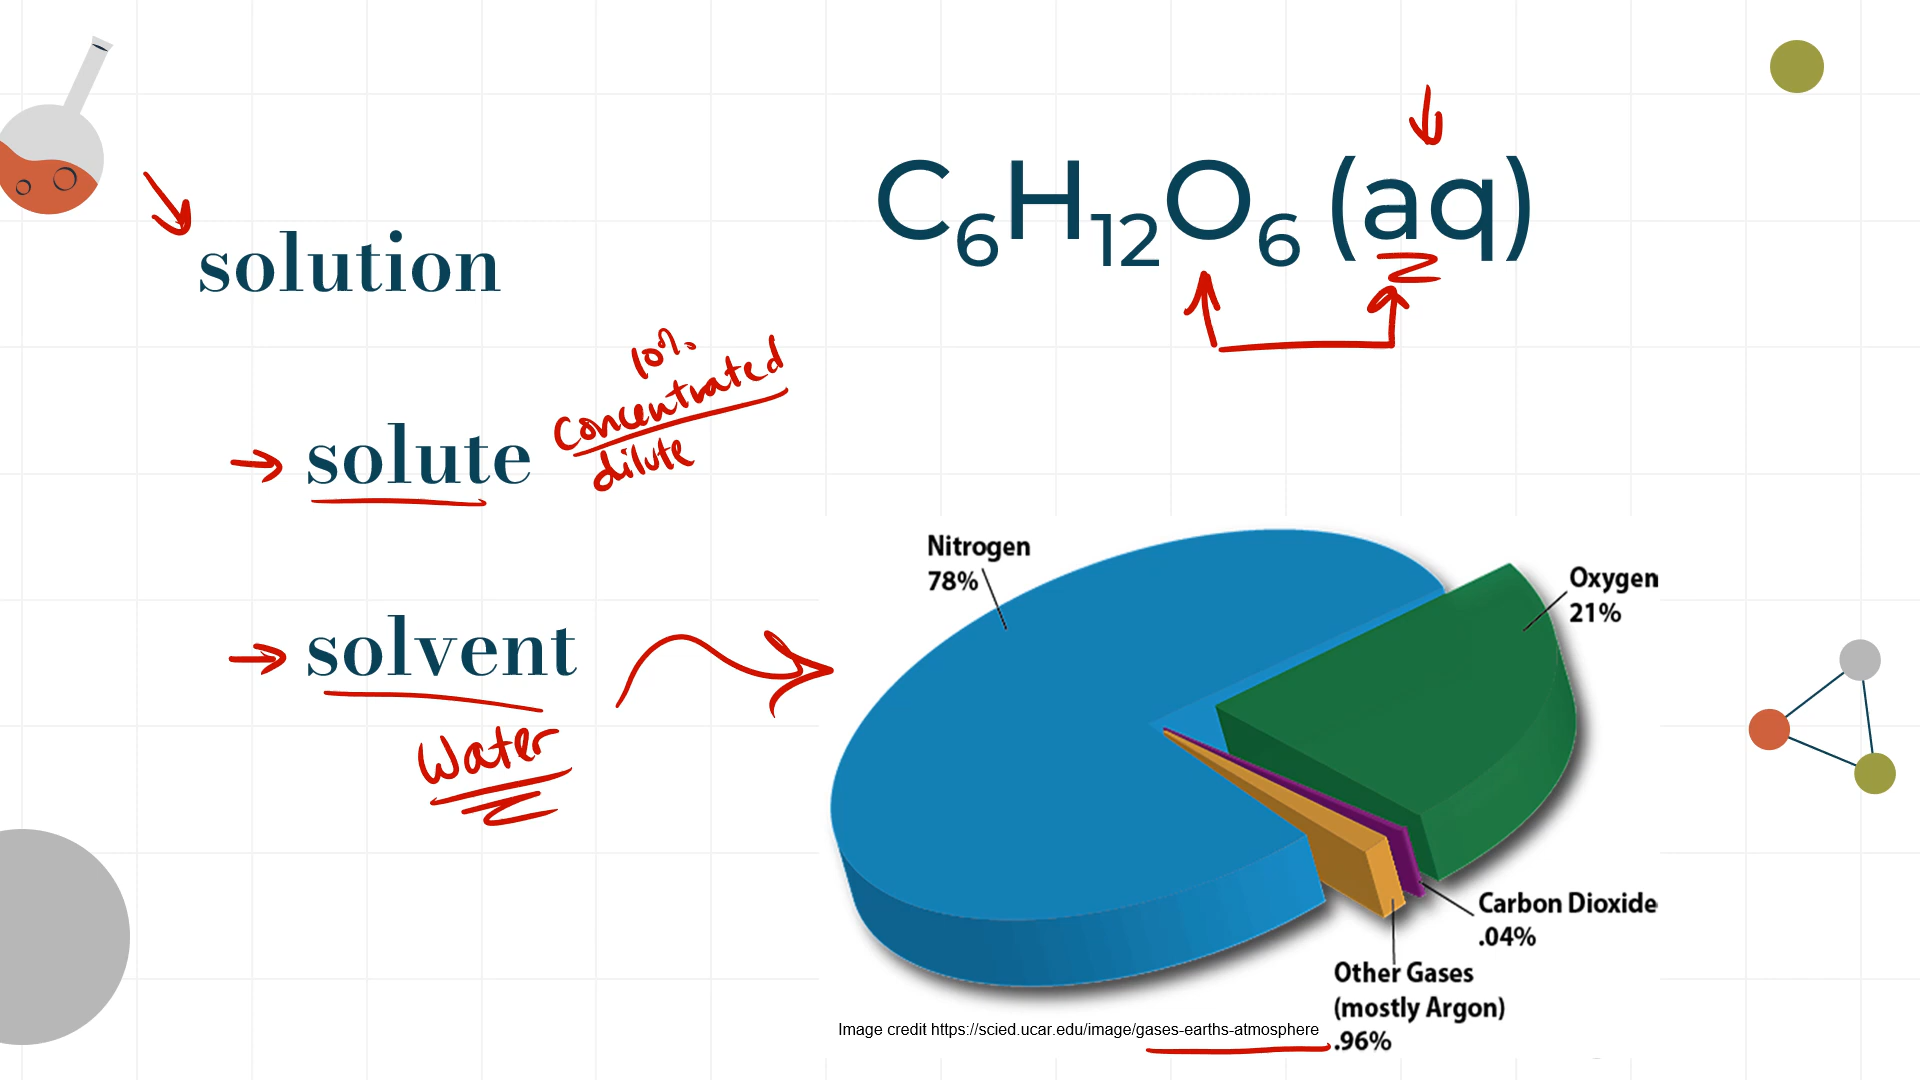 C6H12O6 (aq)
solution
10%
concentrated
solute
dilute
solvent
Water
Nitrogen
78%
Oxygen
21%
Carbon Dioxide
.04%
Other Gases
(mostly Argon)
.96%
Image credit https://scied.ucar.edu/image/gases-earths-atmosphere